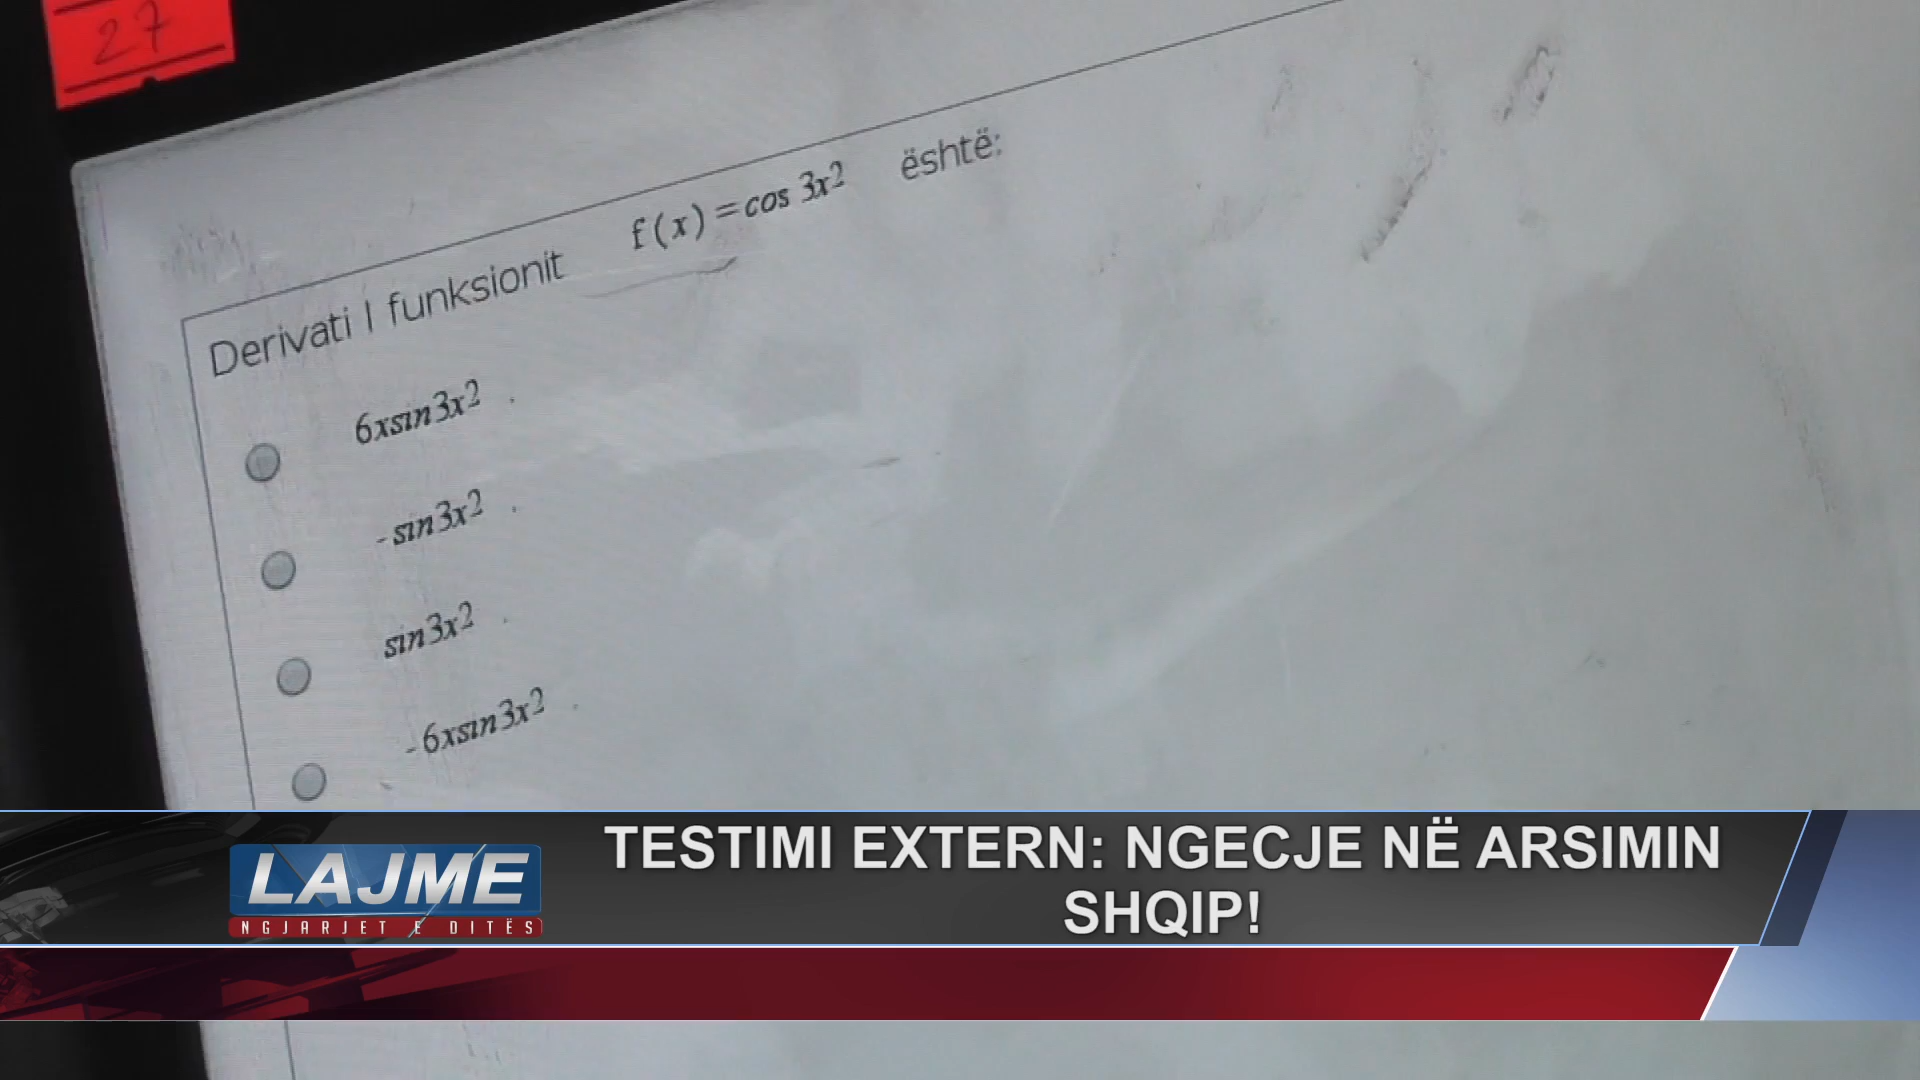 27
Derivati I funksionit f(x)=cos 3x² është:
6xsin3x² .
-sin3x² .
sin3x² .
-6xsin3x² .
LAJME
NGJARJET E DITËS
TESTIMI EXTERN: NGECJE NË ARSIMIN
SHQIP!